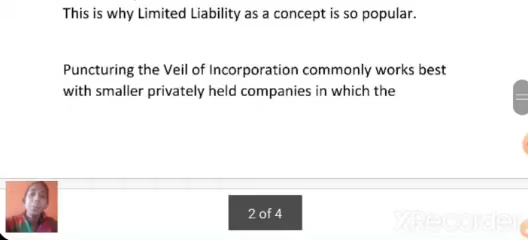 This is why Limited Liability as a concept is so popular.
Puncturing the Veil of Incorporation commonly works best
with smaller privately held companies in which the
2 of 4
XRecorder